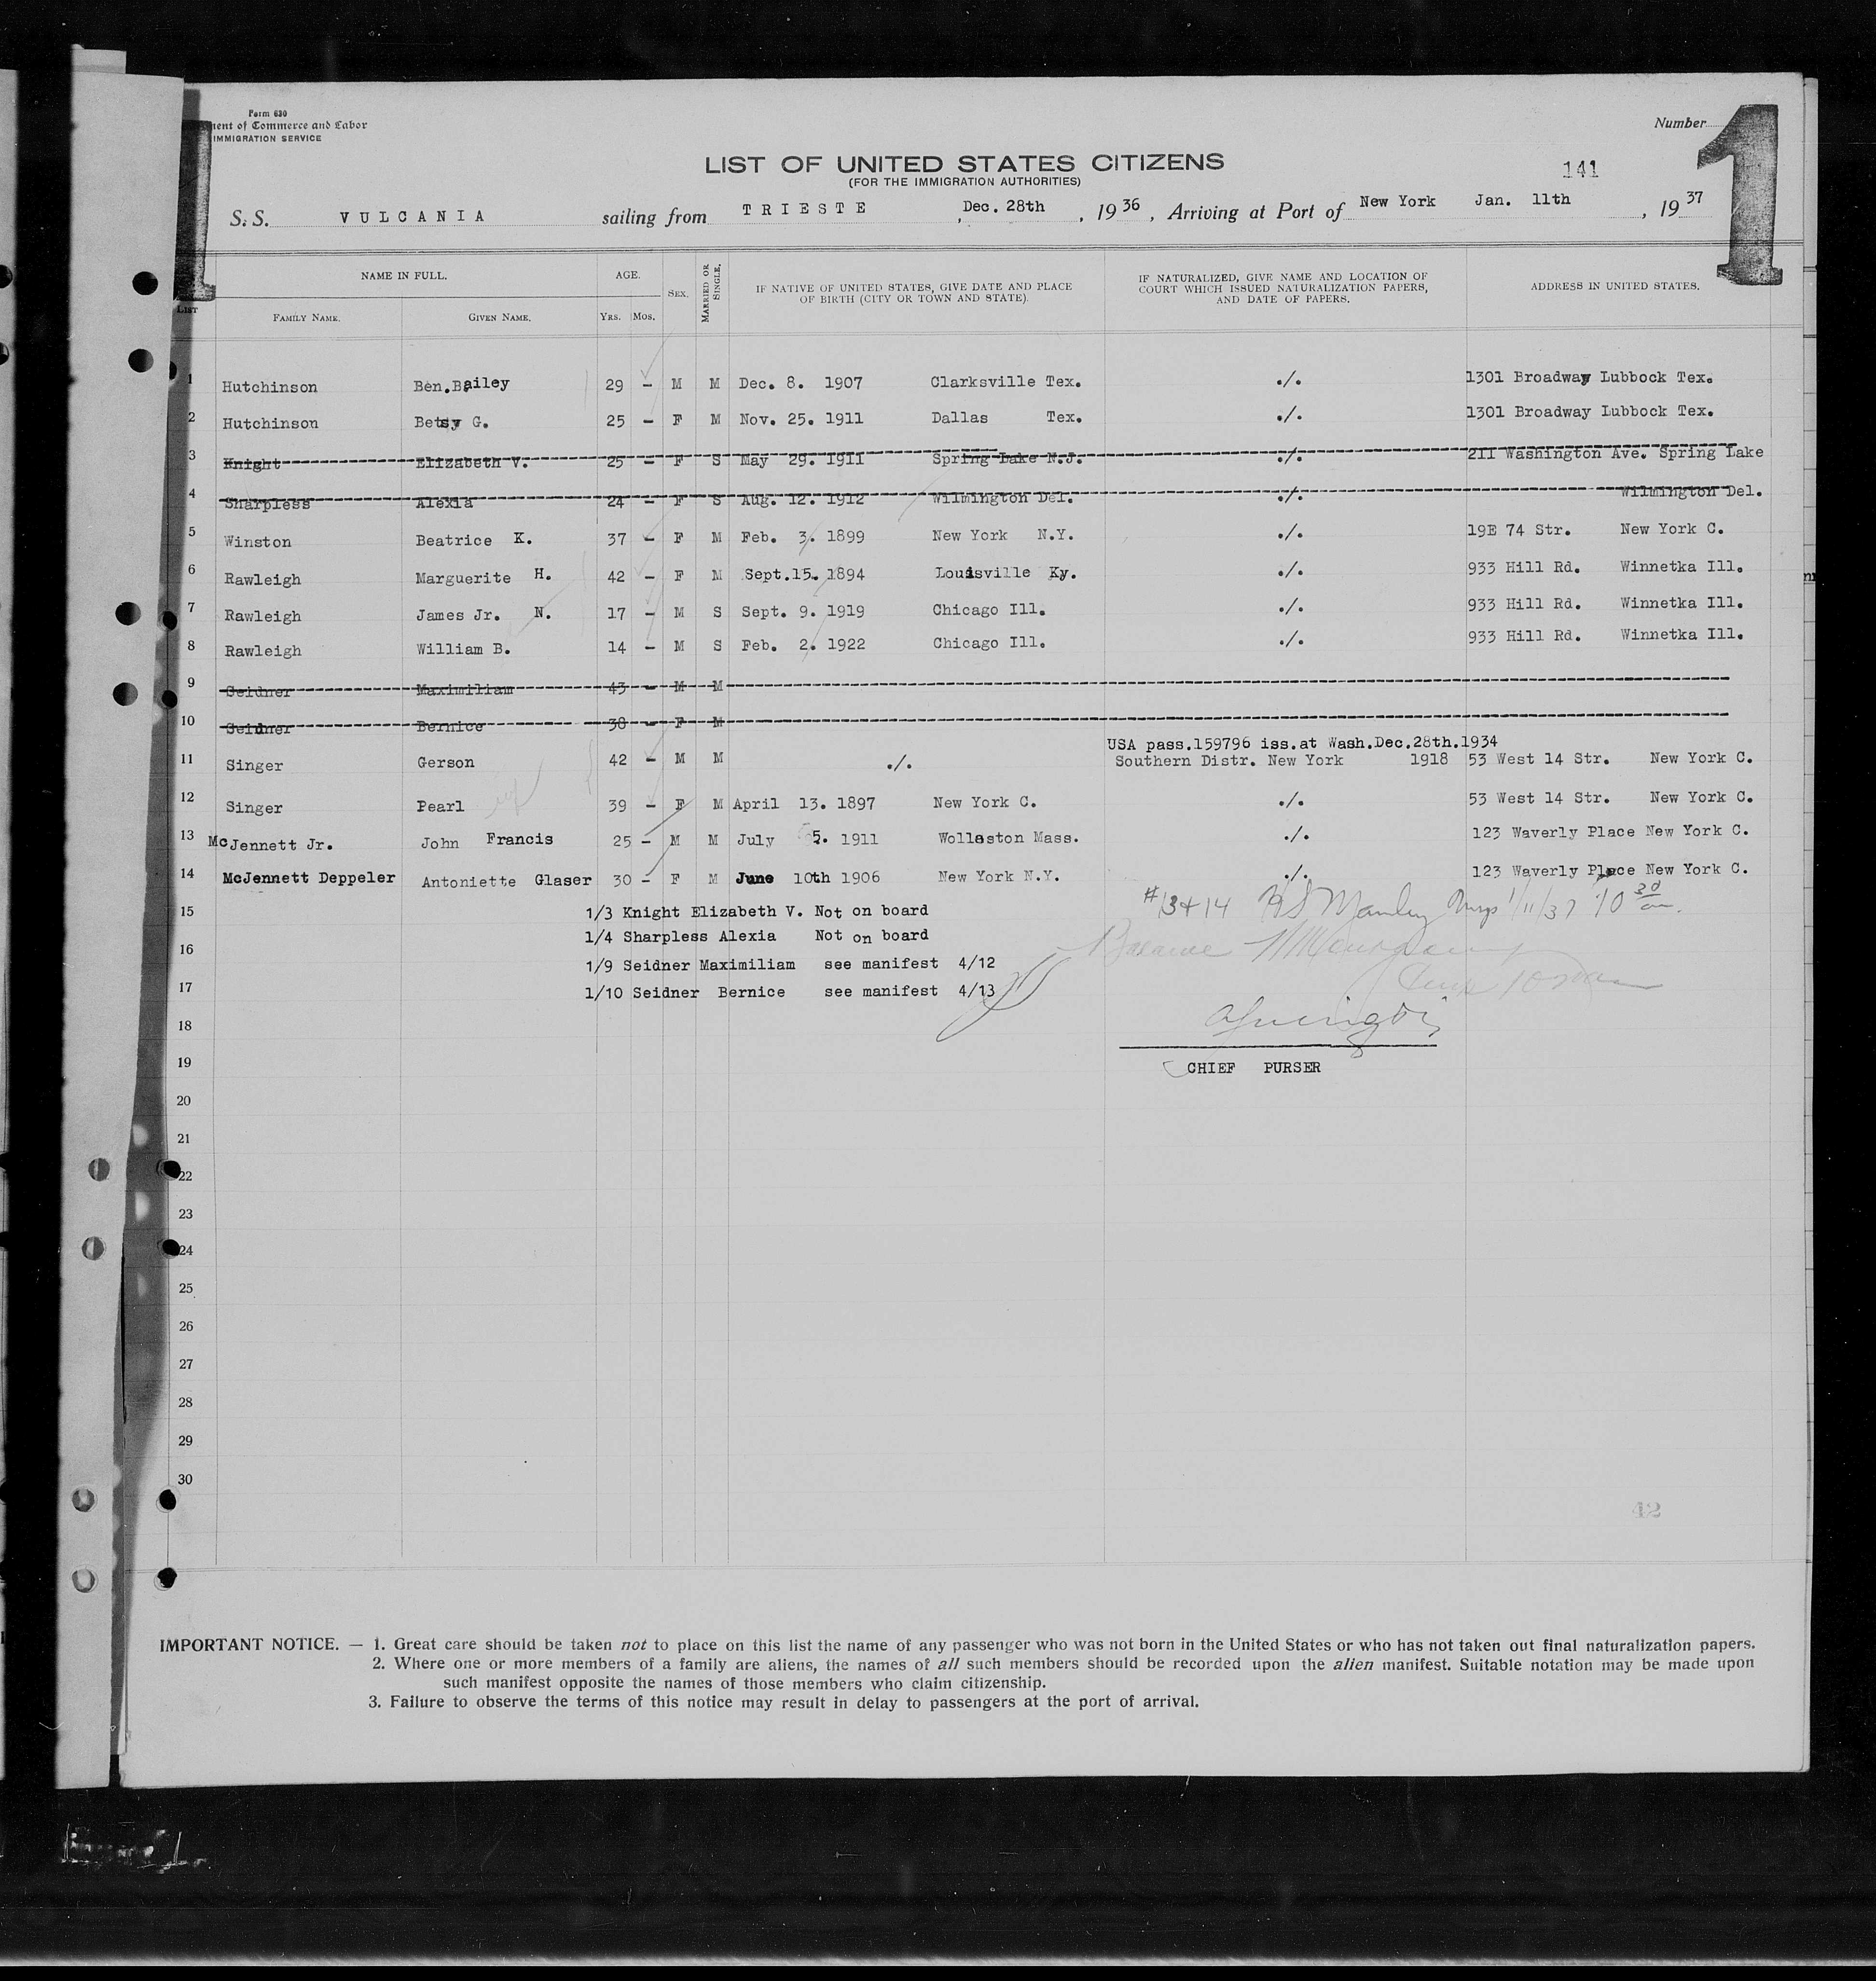 Form 630
ment of Commerce and Labor
IMMIGRATION SERVICE
Number
1
1
LIST OF UNITED STATES CITIZENS
(FOR THE IMMIGRATION AUTHORITIES)
141
S.S. VULCANIA sailing from TRIESTE, Dec. 28th, 1936, Arriving at Port of New York Jan. 11th, 1937
LIST
NAME IN FULL.
FAMILY NAME.
GIVEN NAME.
AGE.
YRS. MOS.
SEX.
MARRIED OR SINGLE.
IF NATIVE OF UNITED STATES, GIVE DATE AND PLACE
OF BIRTH (CITY OR TOWN AND STATE).
IF NATURALIZED, GIVE NAME AND LOCATION OF
COURT WHICH ISSUED NATURALIZATION PAPERS,
AND DATE OF PAPERS.
ADDRESS IN UNITED STATES.
1 Hutchinson Ben.Bailey 29 - M M Dec. 8. 1907 Clarksville Tex. ./. 1301 Broadway Lubbock Tex.
2 Hutchinson Betsy G. 25 - F M Nov. 25. 1911 Dallas Tex. ./. 1301 Broadway Lubbock Tex.
3 Knight Elizabeth V. 25 - F S May 29. 1911 Spring Lake N.J. ./. 211 Washington Ave. Spring Lake
4 Sharpless Alexia 24 - F S Aug. 12. 1912 Wilmington Del. ./. Wilmington Del.
5 Winston Beatrice K. 37 - F M Feb. 3. 1899 New York N.Y. ./. 19E 74 Str. New York C.
6 Rawleigh Marguerite H. 42 - F M Sept.15. 1894 Louisville Ky. ./. 933 Hill Rd. Winnetka Ill.
7 Rawleigh James Jr. N. 17 - M S Sept. 9. 1919 Chicago Ill. ./. 933 Hill Rd. Winnetka Ill.
8 Rawleigh William B. 14 - M S Feb. 2. 1922 Chicago Ill. ./. 933 Hill Rd. Winnetka Ill.
9 Seidner Maximiliam 43 - M M
10 Seidner Bernice 38 - F M
USA pass.159796 iss.at Wash.Dec.28th.1934
11 Singer Gerson 42 - M M ./. Southern Distr. New York 1918 53 West 14 Str. New York C.
12 Singer Pearl 39 - F M April 13. 1897 New York C. ./. 53 West 14 Str. New York C.
13 McJennett Jr. John Francis 25 - M M July 5. 1911 Wollaston Mass. ./. 123 Waverly Place New York C.
14 McJennett Deppeler Antoniette Glaser 30 - F M June 10th 1906 New York N.Y. ./. 123 Waverly Place New York C.
#13+14 1/11/37 10 30 am.
15 1/3 Knight Elizabeth V. Not on board
1/4 Sharpless Alexia Not on board
16
1/9 Seidner Maximiliam see manifest 4/12
17 1/10 Seidner Bernice see manifest 4/13
Balance
18
19 CHIEF PURSER
20
21
22
23
24
25
26
27
28
29
30
42
IMPORTANT NOTICE. — 1. Great care should be taken not to place on this list the name of any passenger who was not born in the United States or who has not taken out final naturalization papers.
2. Where one or more members of a family are aliens, the names of all such members should be recorded upon the alien manifest. Suitable notation may be made upon
such manifest opposite the names of those members who claim citizenship.
3. Failure to observe the terms of this notice may result in delay to passengers at the port of arrival.